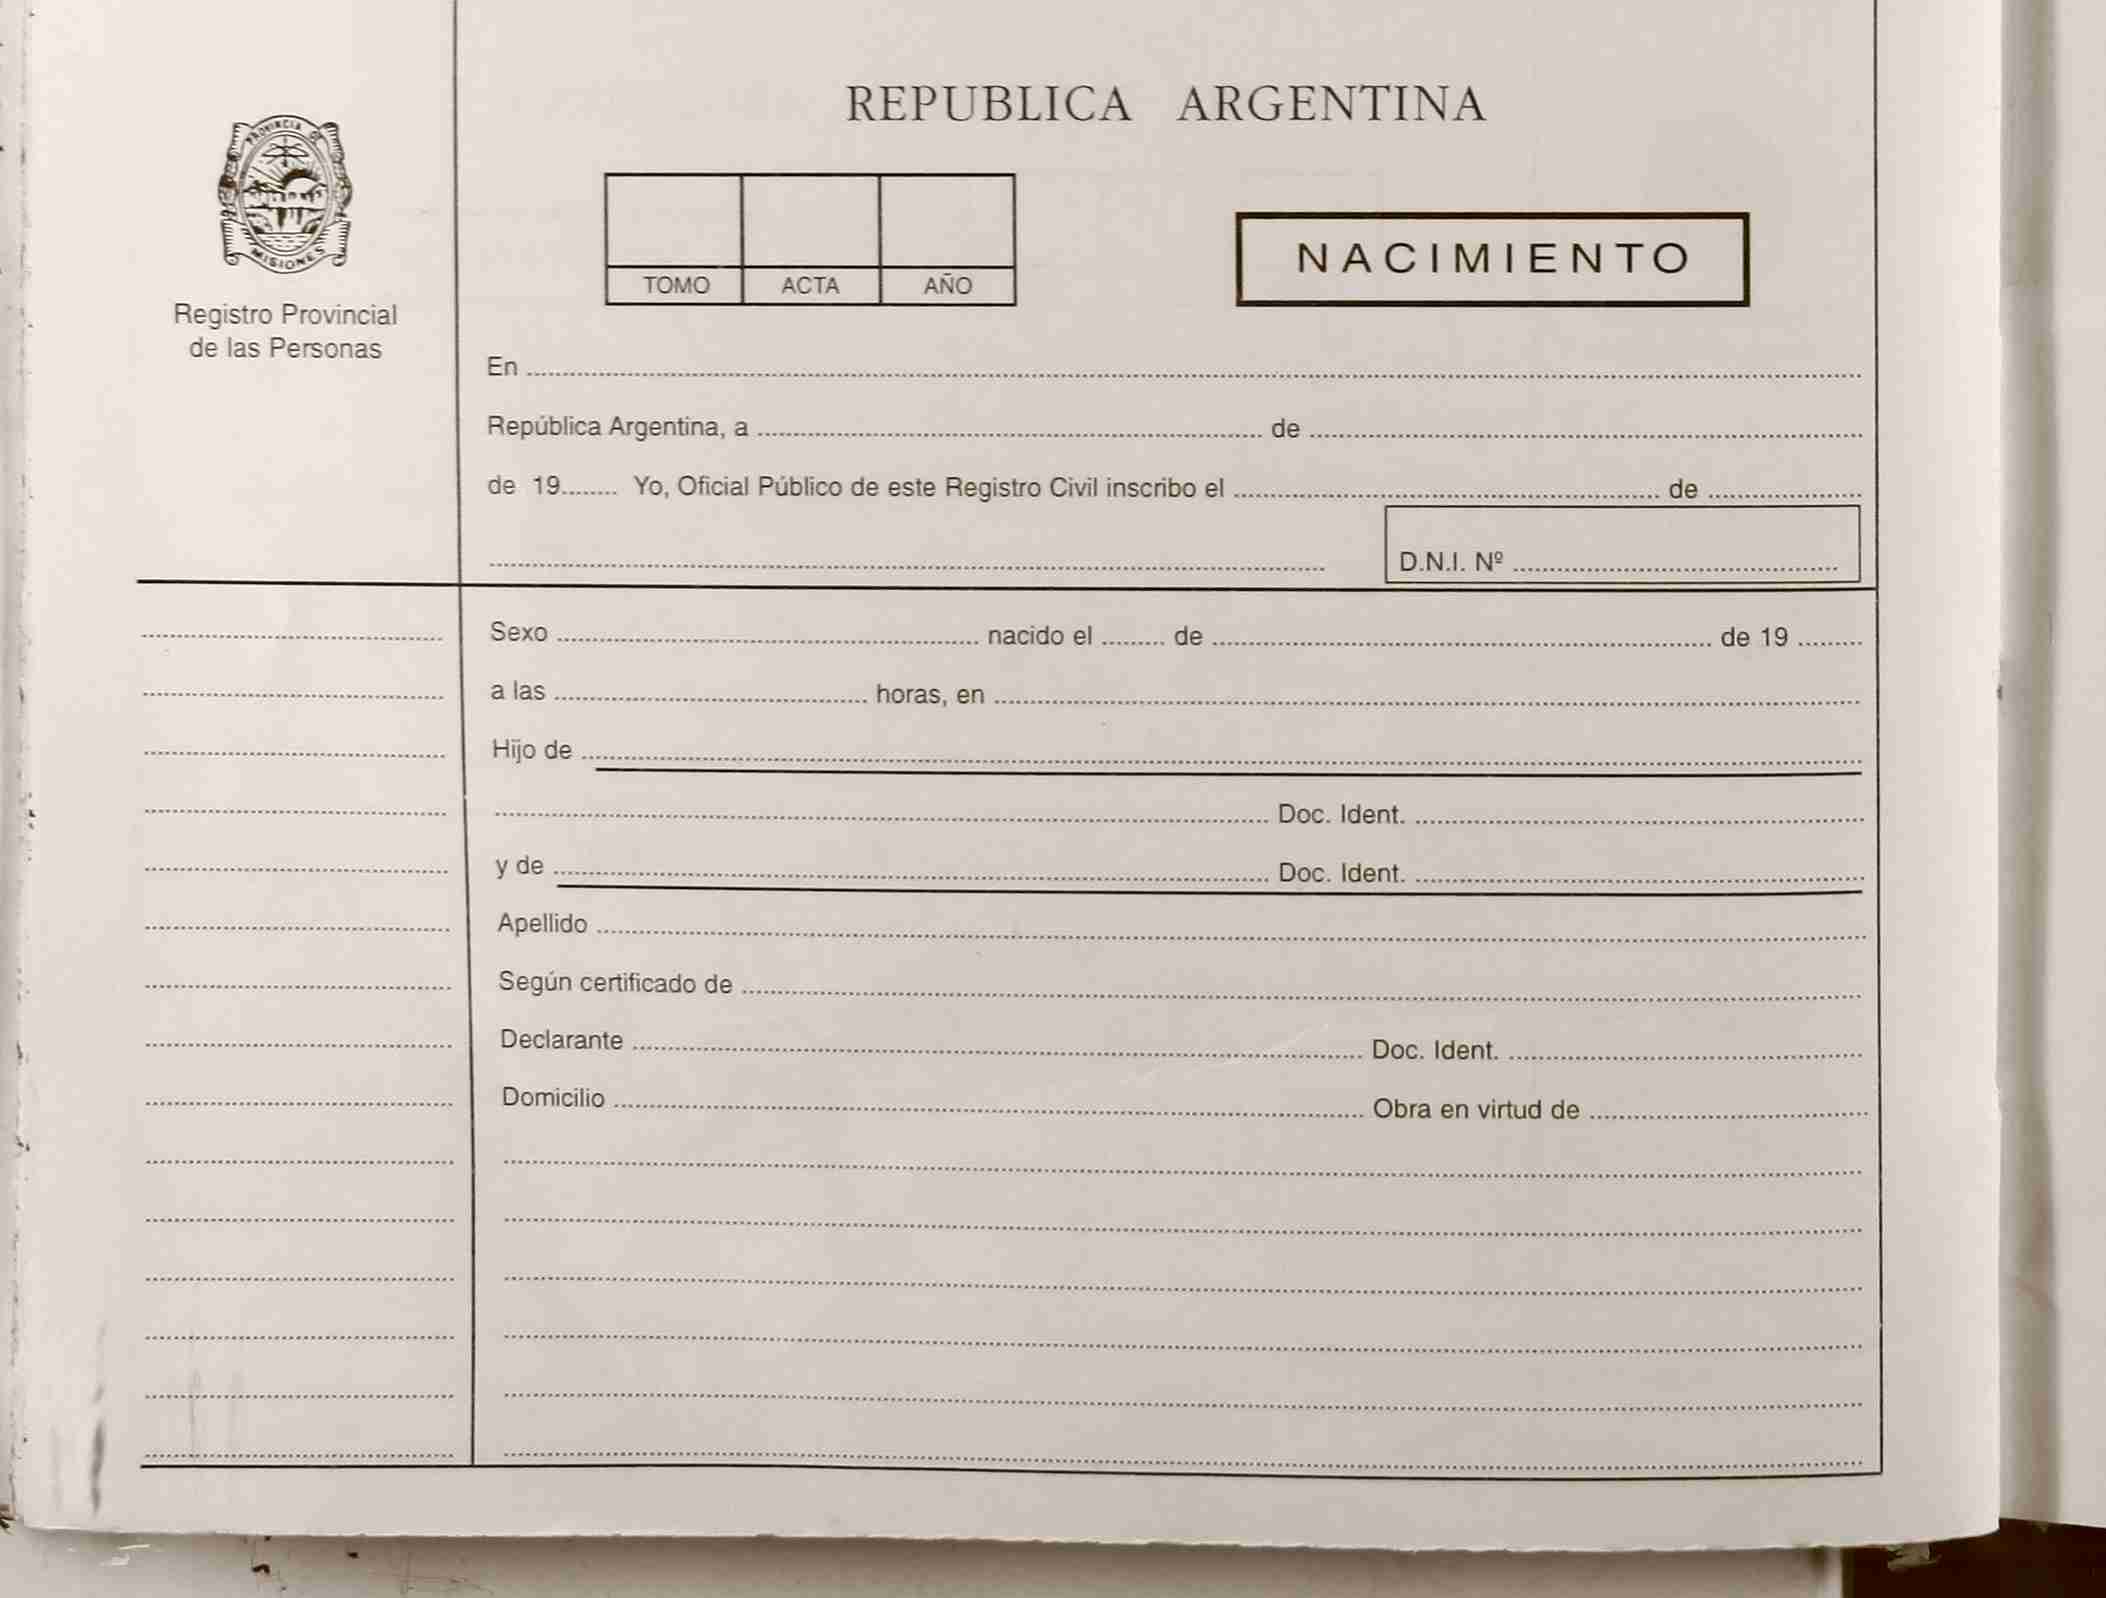 REPUBLICA ARGENTINA
PROVINCIA DE
MISIONES
Registro Provincial
de las Personas
TOMO ACTA AÑO
NACIMIENTO
En
República Argentina, a de
de 19 Yo, Oficial Público de este Registro Civil inscribo el de
D.N.I. Nº
Sexo nacido el de de 19
a las horas, en
Hijo de
Doc. Ident.
y de Doc. Ident.
Apellido
Según certificado de
Declarante Doc. Ident.
Domicilio Obra en virtud de